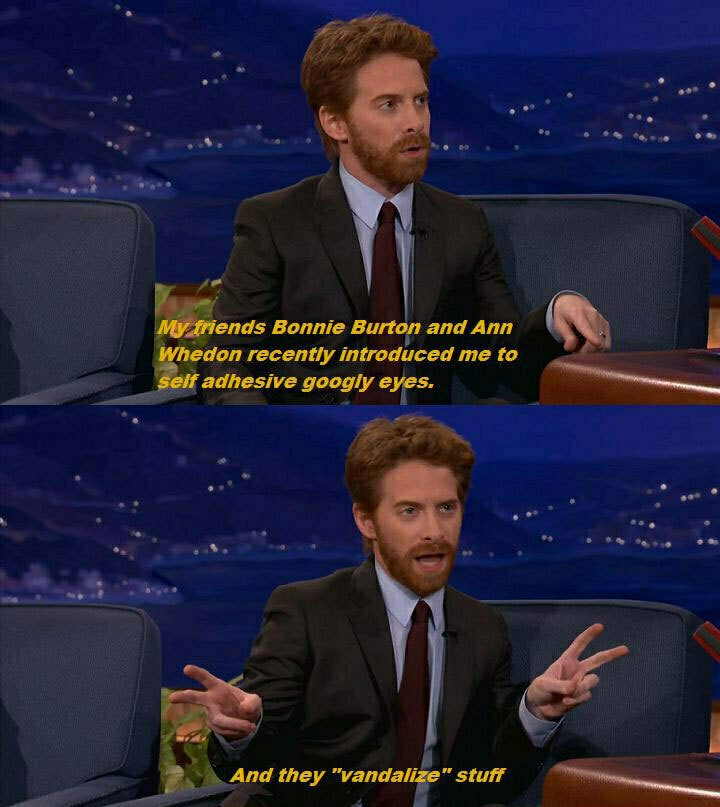 My friends Bonnie Burton and Ann
Whedon recently introduced me to
self adhesive googly eyes.
And they "vandalize" stuff